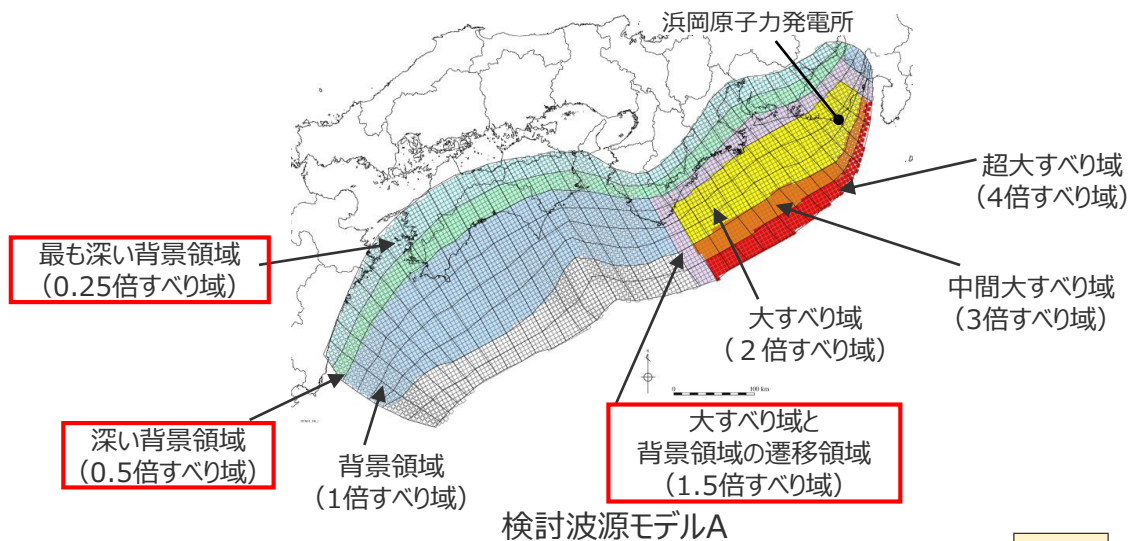 浜岡原子力発電所
超大すべり域
（4倍すべり域）
最も深い背景領域
（0.25倍すべり域）
中間大すべり域
（3倍すべり域）
大すべり域
（２倍すべり域）
0 100 km
深い背景領域
（0.5倍すべり域）
背景領域
（1倍すべり域）
大すべり域と
背景領域の遷移領域
（1.5倍すべり域）
検討波源モデルA